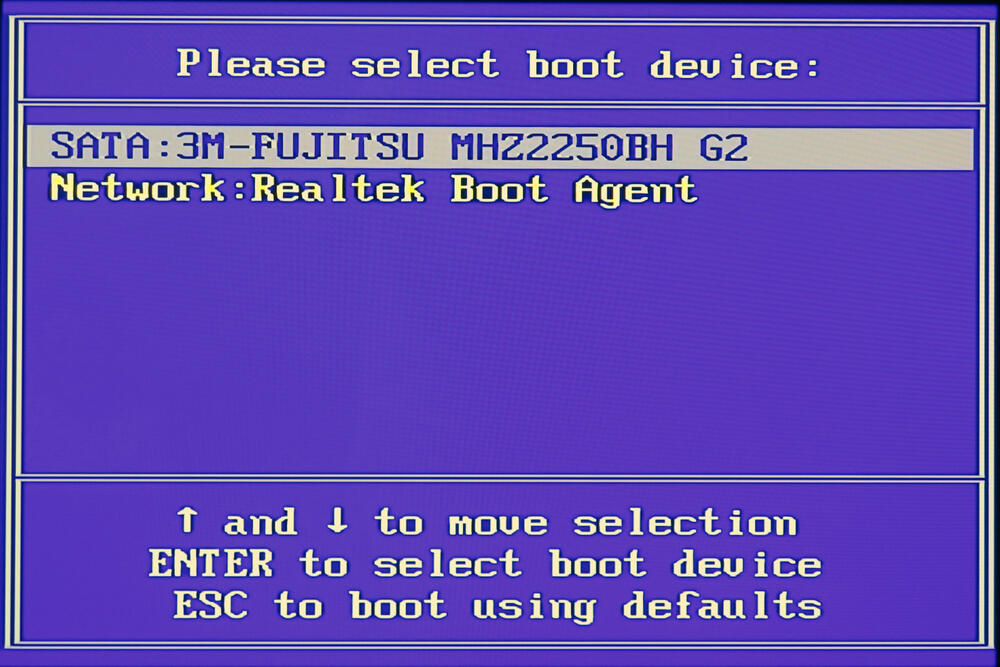 Please select boot device:
SATA:3M-FUJITSU MHZ2250BH G2
Network:Realtek Boot Agent
↑ and ↓ to move selection
ENTER to select boot device
ESC to boot using defaults